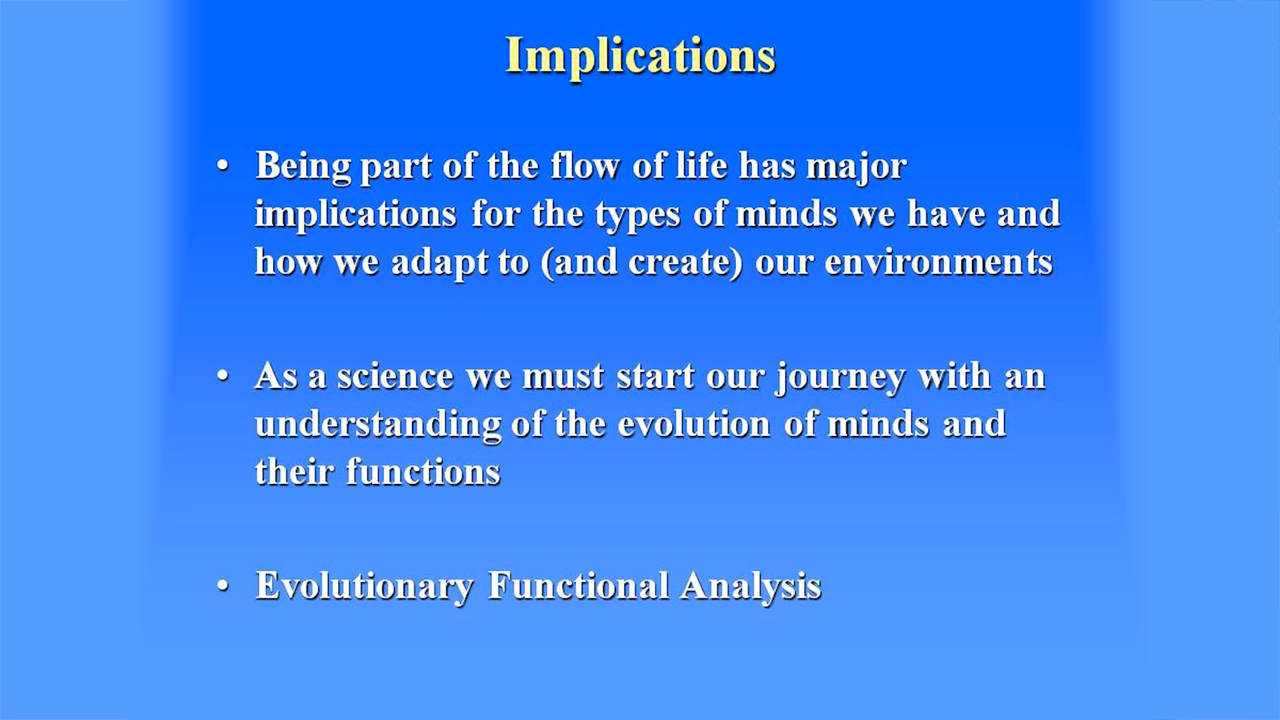 Implications
• Being part of the flow of life has major
implications for the types of minds we have and
how we adapt to (and create) our environments
• As a science we must start our journey with an
understanding of the evolution of minds and
their functions
• Evolutionary Functional Analysis